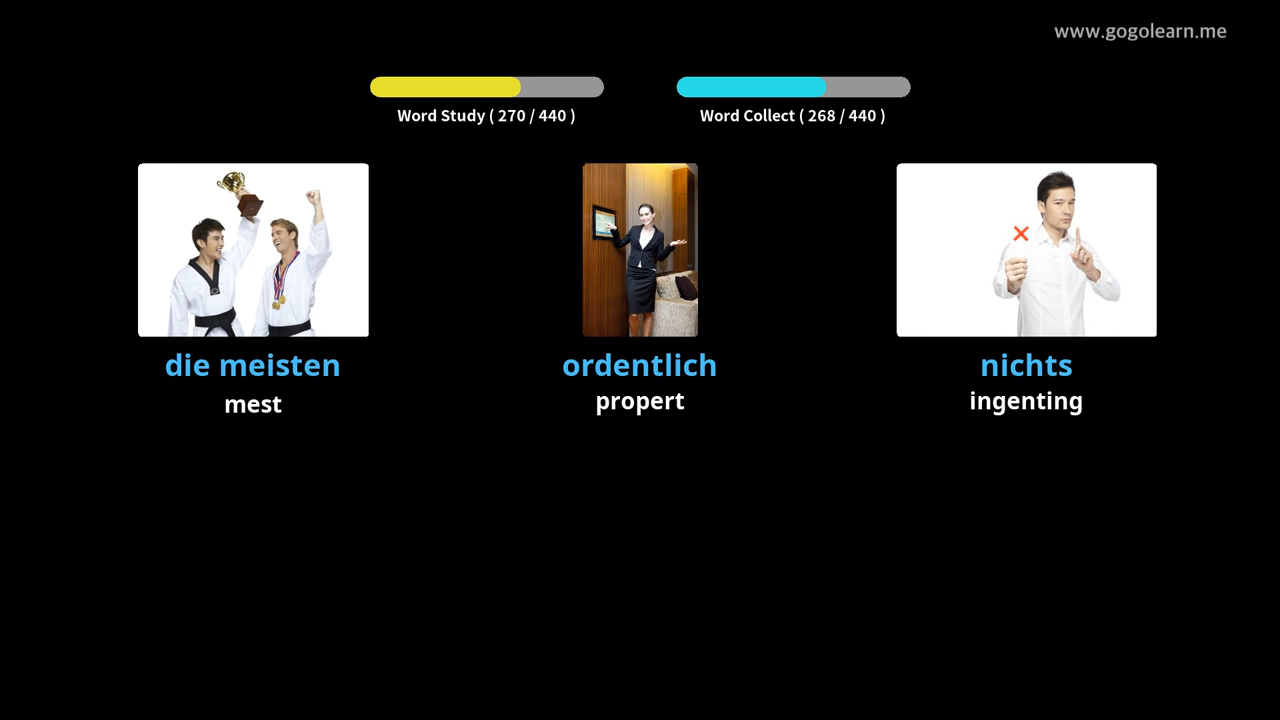 www.gogolearn.me
Word Study ( 270 / 440 )
Word Collect ( 268 / 440 )
die meisten
mest
ordentlich
propert
nichts
ingenting